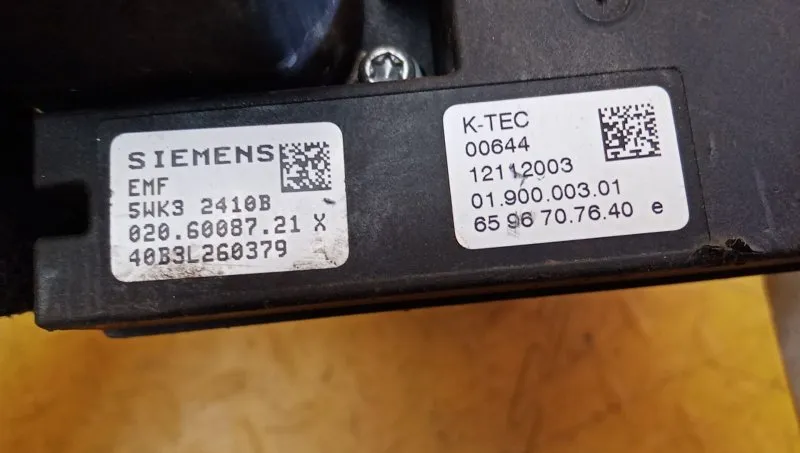 SIEMENS
EMF
5WK3 2410B
020.60087.21 X
40B3L260379
K-TEC
00644
12112003
01.900.003.01
65 96 70.76.40 e